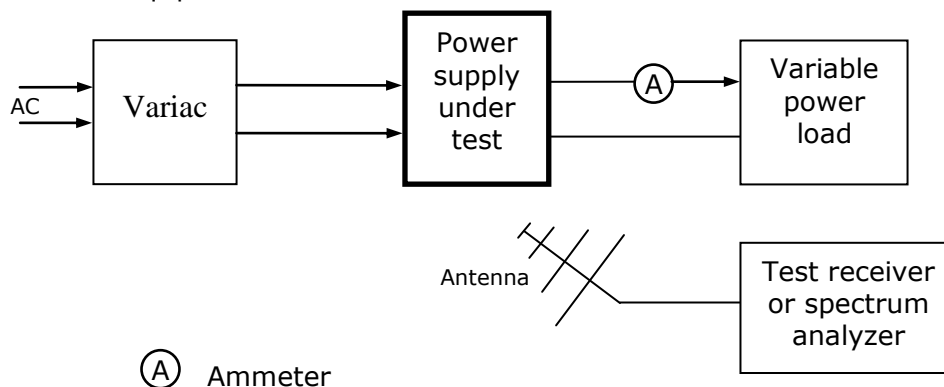 AC
Variac
Power
supply
under
test
A
Variable
power
load
Antenna
Test receiver
or spectrum
analyzer
A Ammeter